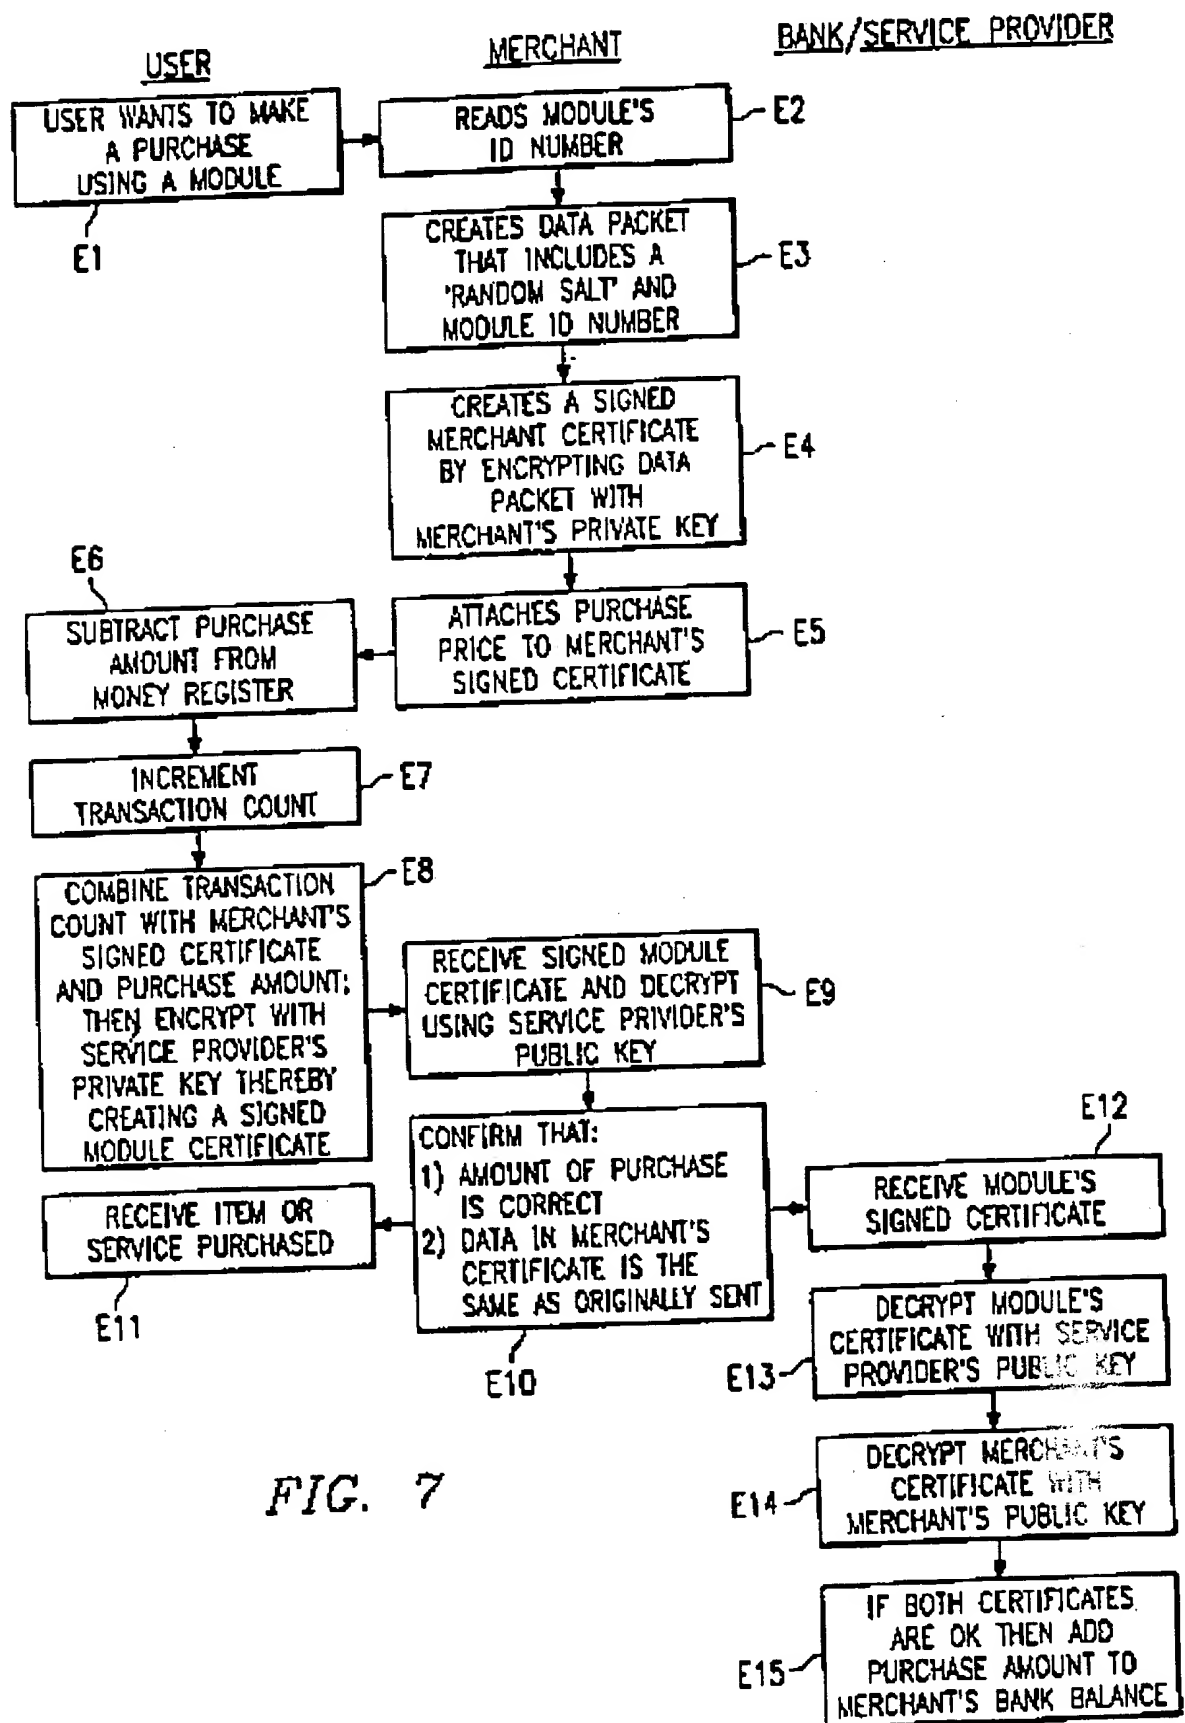 USER
MERCHANT
BANK/SERVICE PROVIDER
USER WANTS TO MAKE
A PURCHASE
USING A MODULE
E1
READS MODULE'S
ID NUMBER
E2
CREATES DATA PACKET
THAT INCLUDES A
'RANDOM SALT' AND
MODULE ID NUMBER
E3
CREATES A SIGNED
MERCHANT CERTIFICATE
BY ENCRYPTING DATA
PACKET WITH
MERCHANT'S PRIVATE KEY
E4
ATTACHES PURCHASE
PRICE TO MERCHANT'S
SIGNED CERTIFICATE
E5
E6
SUBTRACT PURCHASE
AMOUNT FROM
MONEY REGISTER
INCREMENT
TRANSACTION COUNT
E7
COMBINE TRANSACTION
COUNT WITH MERCHANT'S
SIGNED CERTIFICATE
AND PURCHASE AMOUNT;
THEN ENCRYPT WITH
SERVICE PROVIDER'S
PRIVATE KEY THEREBY
CREATING A SIGNED
MODULE CERTIFICATE
E8
RECEIVE SIGNED MODULE
CERTIFICATE AND DECRYPT
USING SERVICE PRIVIDER'S
PUBLIC KEY
E9
CONFIRM THAT:
1) AMOUNT OF PURCHASE
IS CORRECT
2) DATA IN MERCHANT'S
CERTIFICATE IS THE
SAME AS ORIGINALLY SENT
E10
RECEIVE ITEM OR
SERVICE PURCHASED
E11
E12
RECEIVE MODULE'S
SIGNED CERTIFICATE
DECRYPT MODULE'S
CERTIFICATE WITH SERVICE
PROVIDER'S PUBLIC KEY
E13
DECRYPT MERCHANT'S
CERTIFICATE WITH
MERCHANT'S PUBLIC KEY
E14
IF BOTH CERTIFICATES
ARE OK THEN ADD
PURCHASE AMOUNT TO
MERCHANT'S BANK BALANCE
E15
FIG. 7